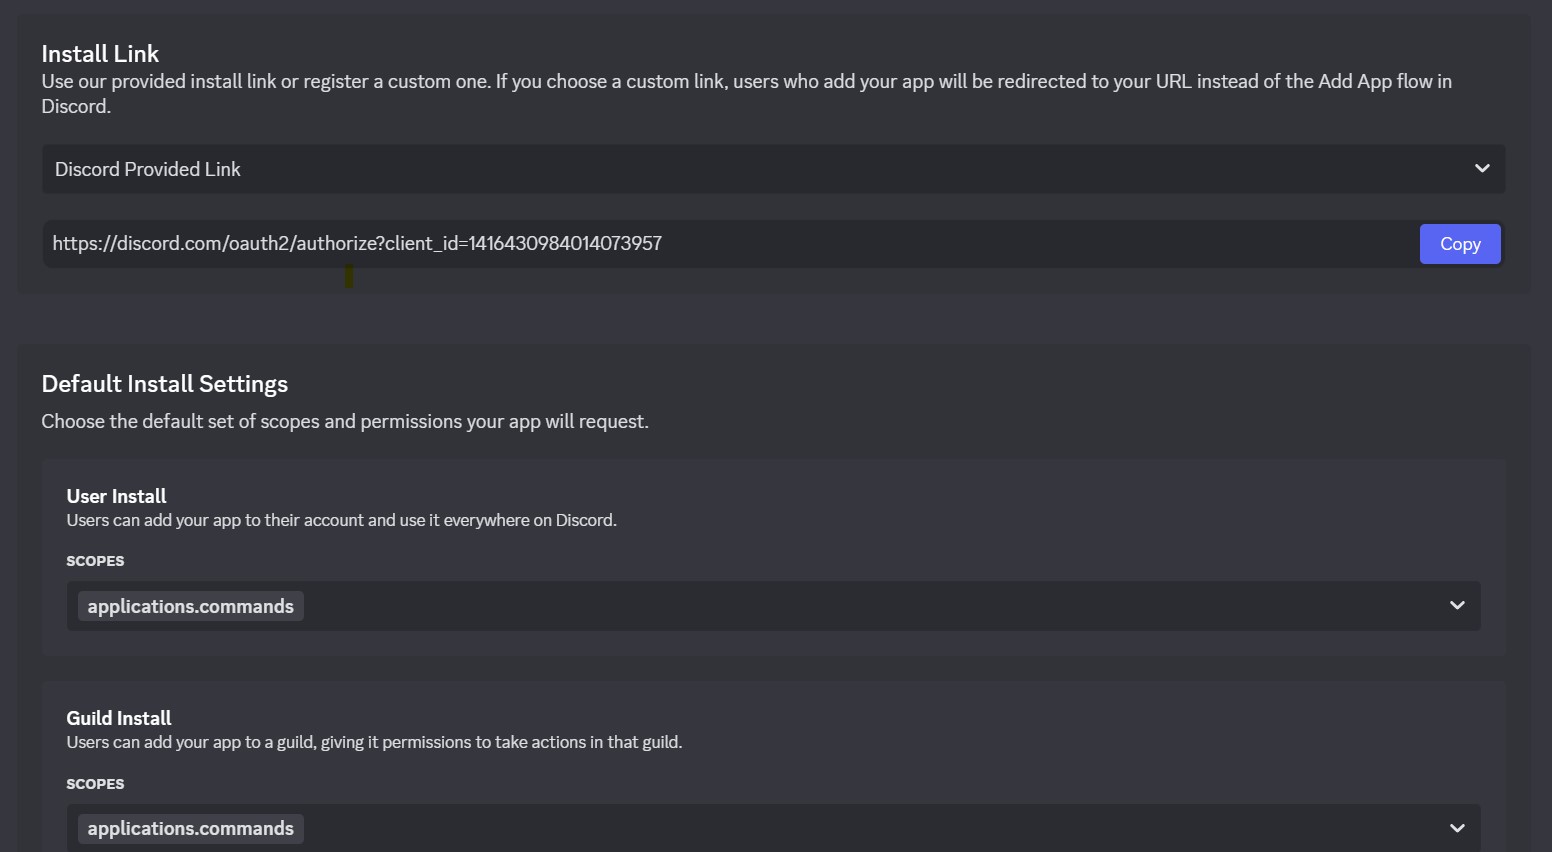 Install Link
Use our provided install link or register a custom one. If you choose a custom link, users who add your app will be redirected to your URL instead of the Add App flow in
Discord.
Discord Provided Link
https://discord.com/oauth2/authorize?client_id=1416430984014073957
Copy
Default Install Settings
Choose the default set of scopes and permissions your app will request.
User Install
Users can add your app to their account and use it everywhere on Discord.
SCOPES
applications.commands
Guild Install
Users can add your app to a guild, giving it permissions to take actions in that guild.
SCOPES
applications.commands